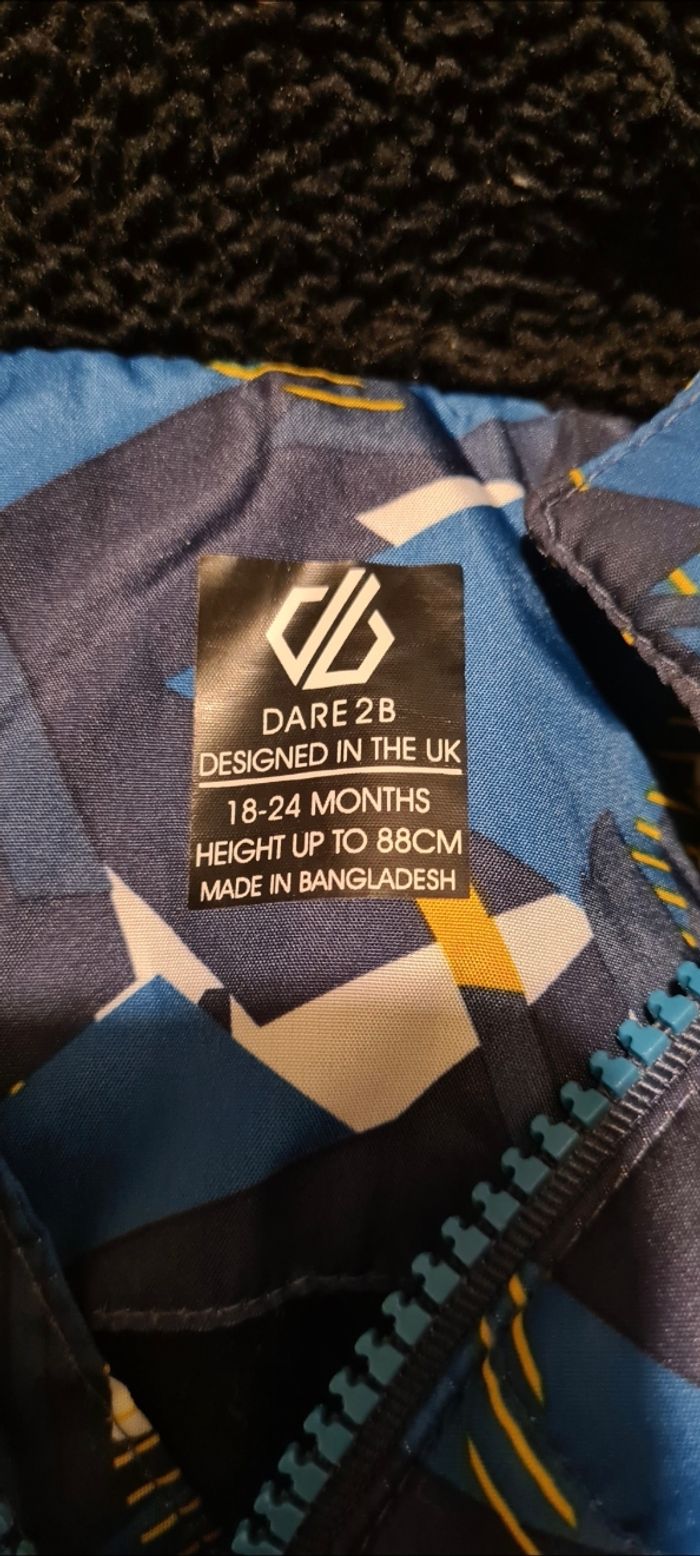 DARE 2B
DESIGNED IN THE UK
18-24 MONTHS
HEIGHT UP TO 88CM
MADE IN BANGLADESH